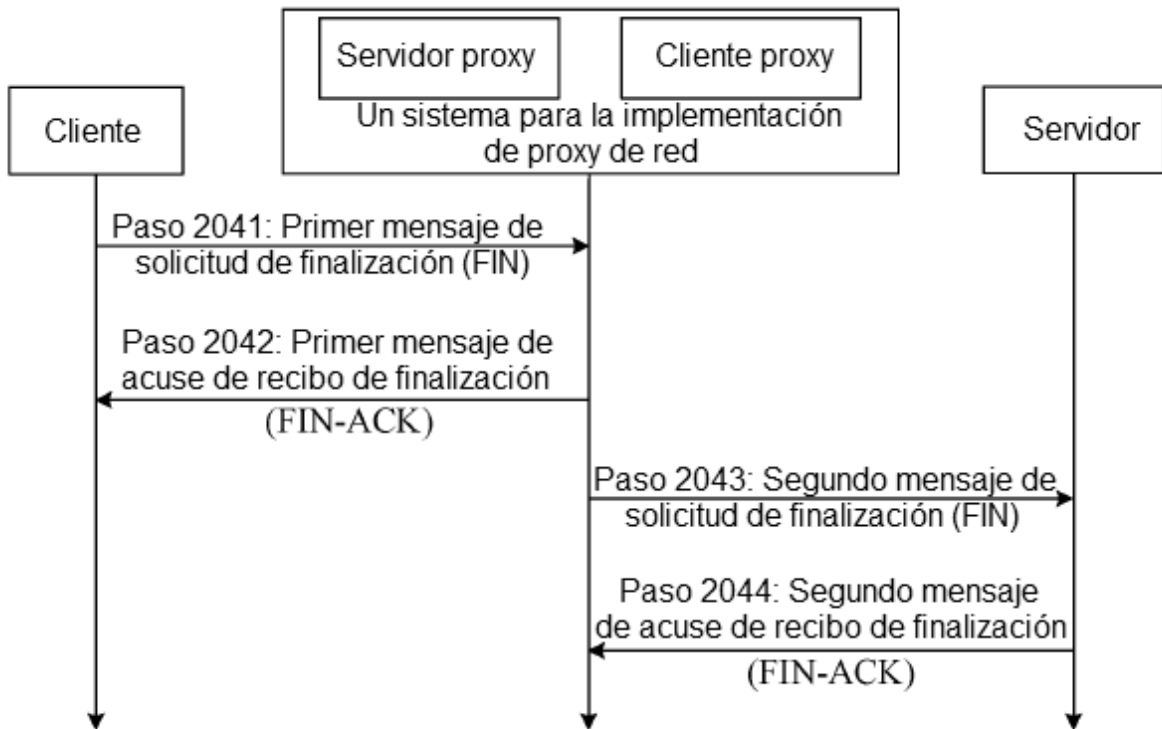 Servidor proxy
Cliente proxy
Un sistema para la implementación
de proxy de red
Cliente
Servidor
Paso 2041: Primer mensaje de
solicitud de finalización (FIN)
Paso 2042: Primer mensaje de
acuse de recibo de finalización
(FIN-ACK)
Paso 2043: Segundo mensaje de
solicitud de finalización (FIN)
Paso 2044: Segundo mensaje
de acuse de recibo de finalización
(FIN-ACK)